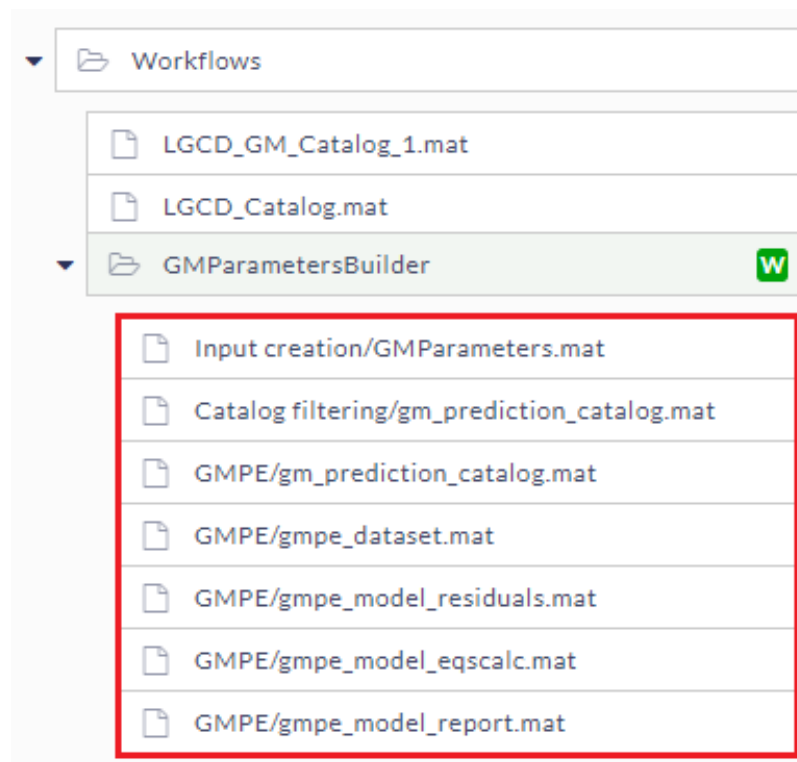 Workflows
LGCD_GM_Catalog_1.mat
LGCD_Catalog.mat
GMParametersBuilder W
Input creation/GMParameters.mat
Catalog filtering/gm_prediction_catalog.mat
GMPE/gm_prediction_catalog.mat
GMPE/gmpe_dataset.mat
GMPE/gmpe_model_residuals.mat
GMPE/gmpe_model_eqscalc.mat
GMPE/gmpe_model_report.mat